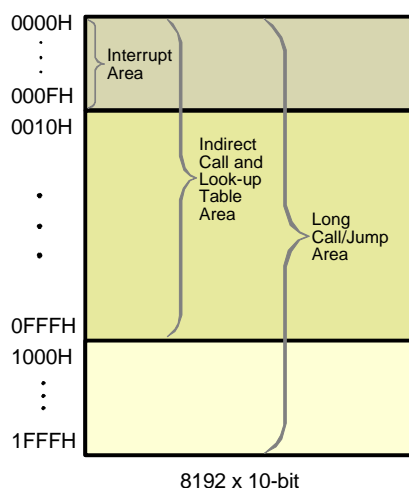 0000H
Interrupt
Area
000FH
0010H
Indirect
Call and
Look-up
Table
Area
Long
Call/Jump
Area
0FFFH
1000H
1FFFH
8192 x 10-bit